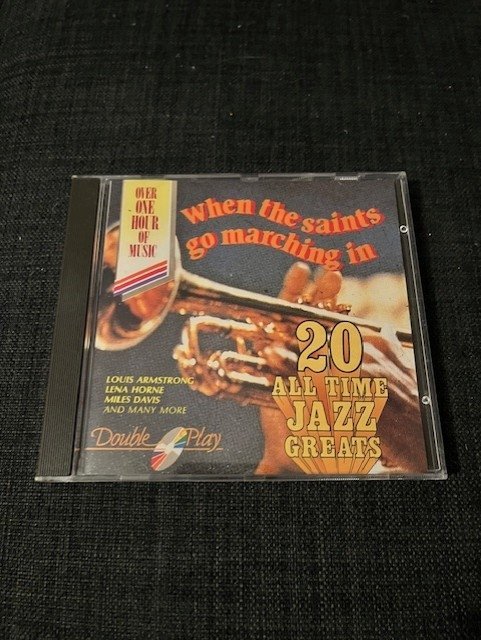 OVER
ONE
HOUR
OF
MUSIC
When the saints
go marching in
20
ALL TIME
JAZZ
GREATS
LOUIS ARMSTRONG
LENA HORNE
MILES DAVIS
AND MANY MORE
Double Play